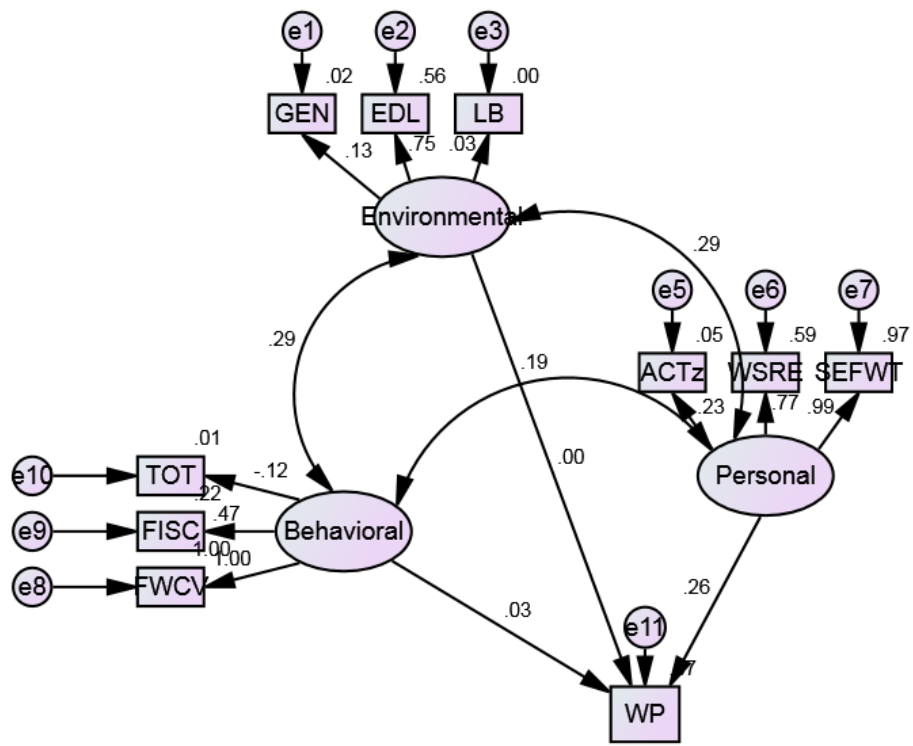 e1 e2 e3
.02 .56 .00
GEN EDL LB
.13 .75 .03
Environmental
.29
e5 e6 e7
.29
.05 .59 .97
.19
ACTz WSRE SEFWT
.23 .77 .99
.01
.00
e10 TOT -.12
Personal
.22
.47
e9 FISC Behavioral
1.00
1.00
e8 FWCV
.26
.03
e11
WP